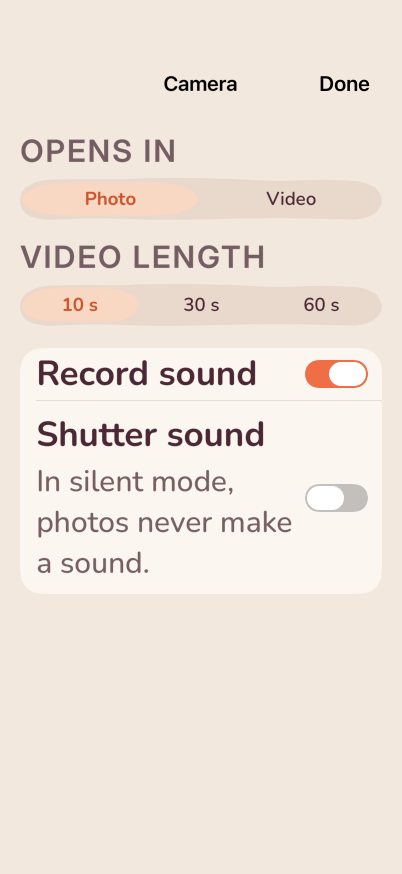 Camera
Done
OPENS IN
Photo
Video
VIDEO LENGTH
10 s
30 s
60 s
Record sound
Shutter sound
In silent mode,
photos never make
a sound.